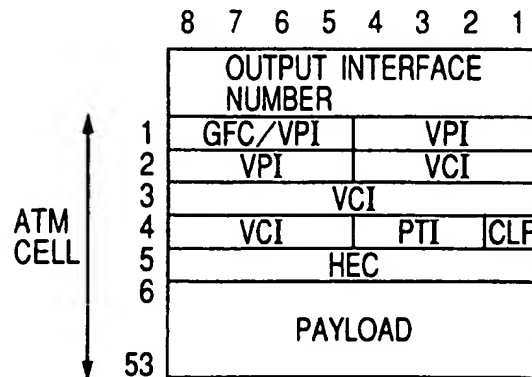 8 7 6 5 4 3 2 1
OUTPUT INTERFACE
NUMBER
1 GFC/VPI VPI
2 VPI VCI
3 VCI
ATM CELL
4 VCI PTI CLP
5 HEC
6
PAYLOAD
53